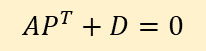 $AP^T + D = 0$